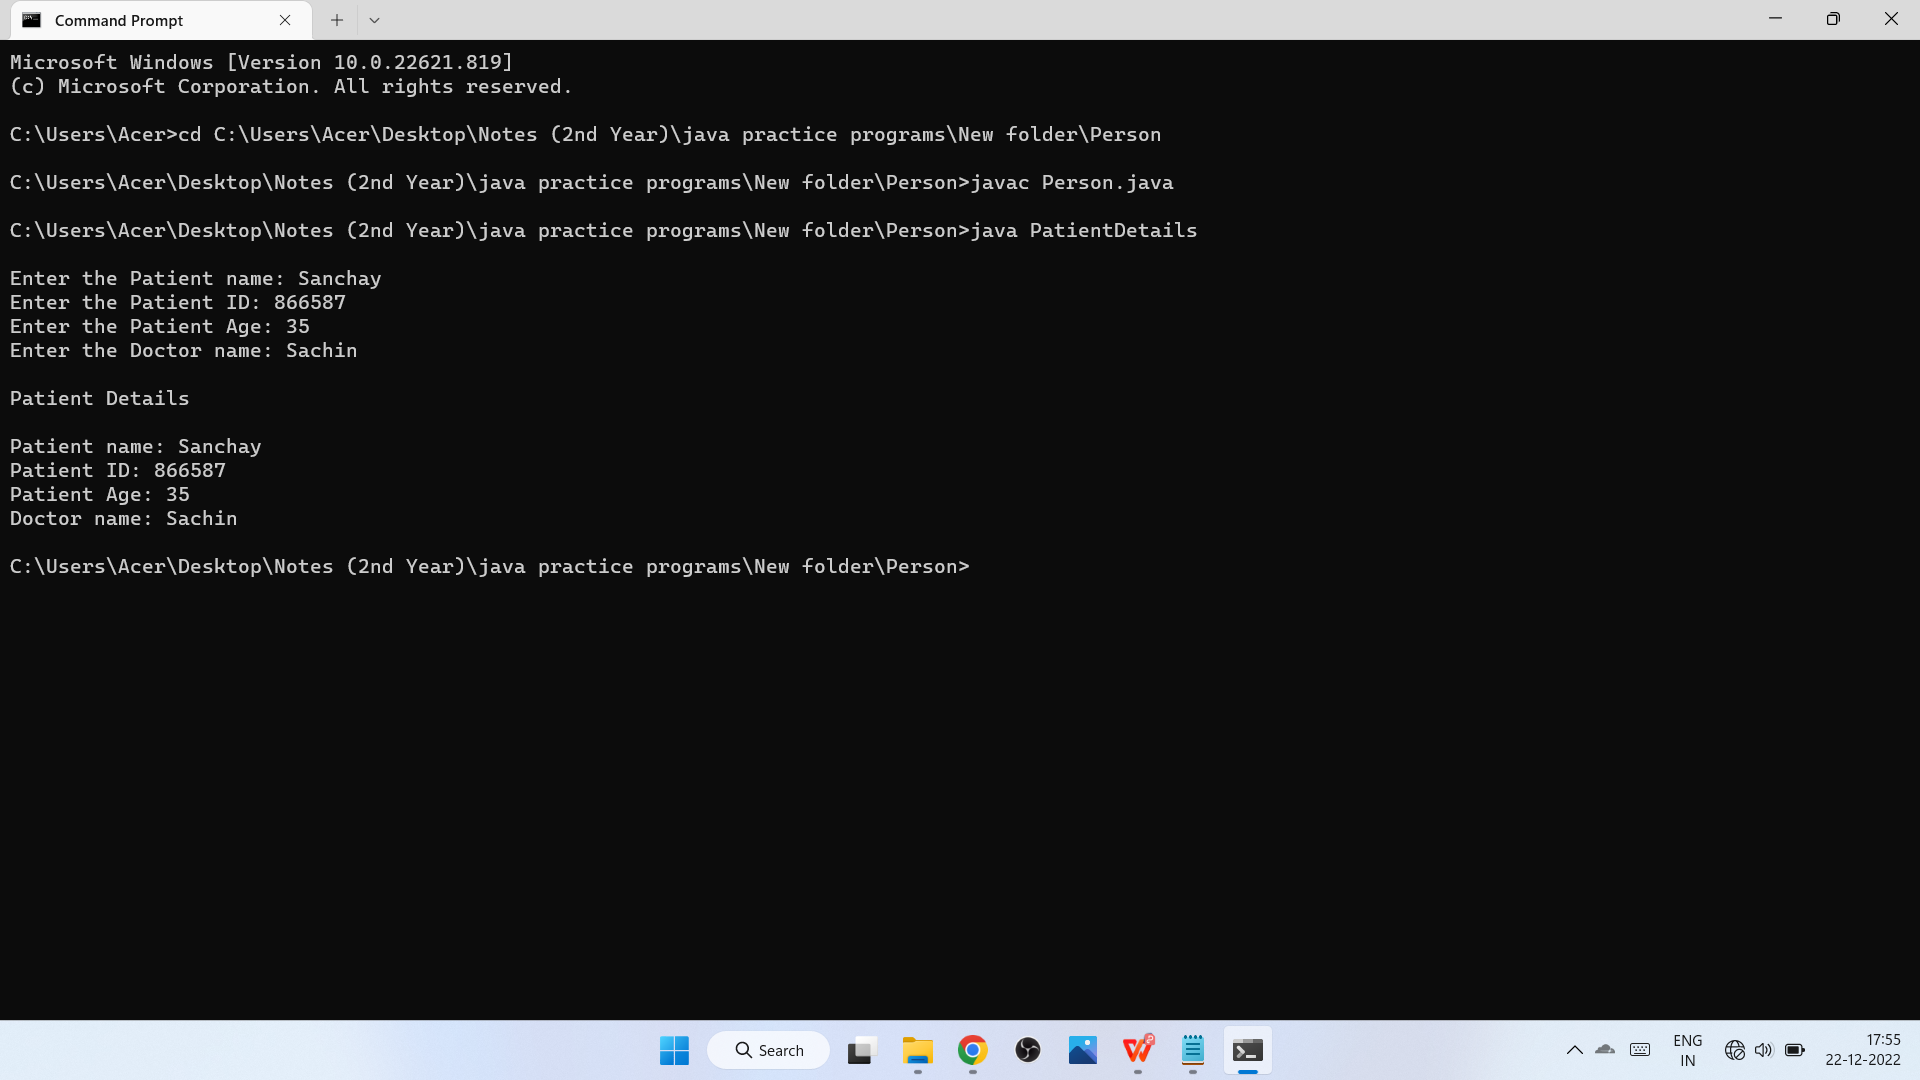 Command Prompt
Microsoft Windows [Version 10.0.22621.819]
(c) Microsoft Corporation. All rights reserved.
C:\Users\Acer>cd C:\Users\Acer\Desktop\Notes (2nd Year)\java practice programs\New folder\Person
C:\Users\Acer\Desktop\Notes (2nd Year)\java practice programs\New folder\Person>javac Person.java
C:\Users\Acer\Desktop\Notes (2nd Year)\java practice programs\New folder\Person>java PatientDetails
Enter the Patient name: Sanchay
Enter the Patient ID: 866587
Enter the Patient Age: 35
Enter the Doctor name: Sachin
Patient Details
Patient name: Sanchay
Patient ID: 866587
Patient Age: 35
Doctor name: Sachin
C:\Users\Acer\Desktop\Notes (2nd Year)\java practice programs\New folder\Person>
Search
ENG
IN
17:55
22-12-2022